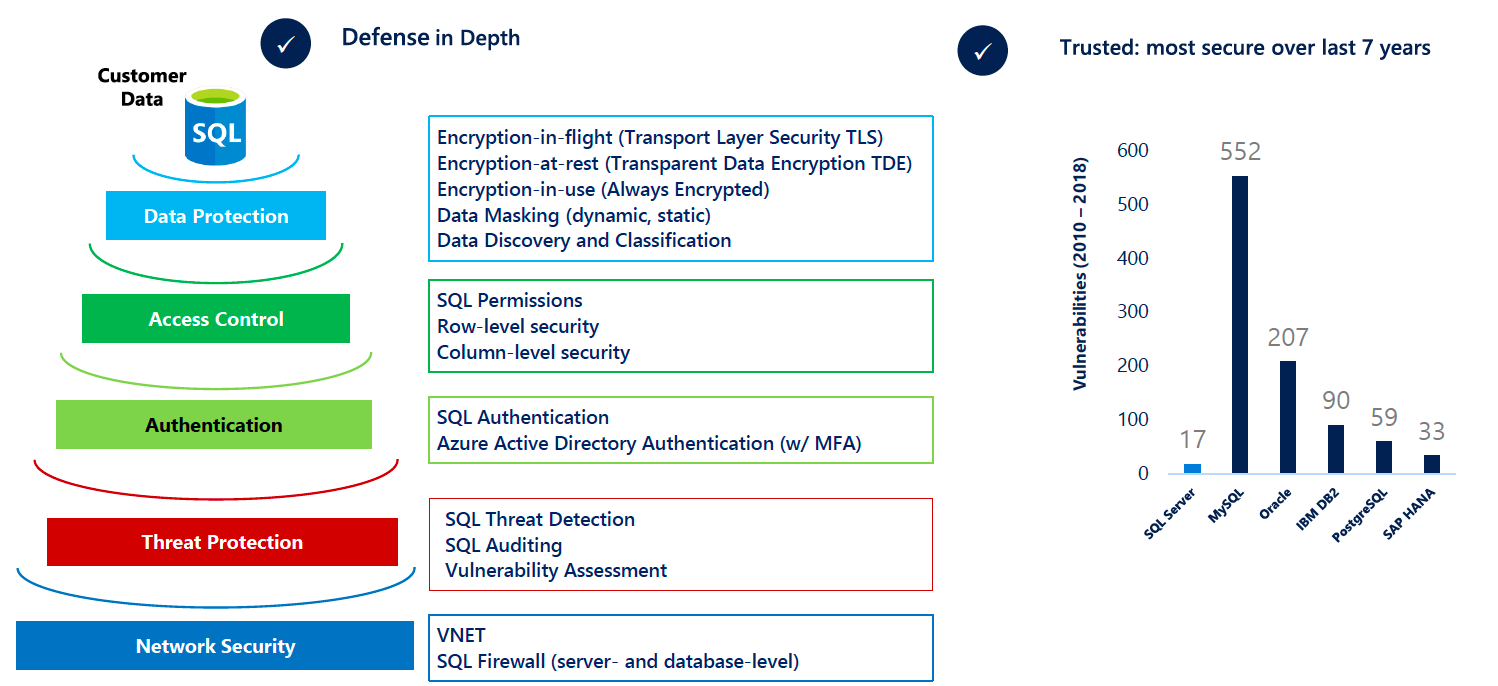 Defense in Depth
Customer
Data
SQL
Data Protection
Encryption-in-flight (Transport Layer Security TLS)
Encryption-at-rest (Transparent Data Encryption TDE)
Encryption-in-use (Always Encrypted)
Data Masking (dynamic, static)
Data Discovery and Classification
Access Control
SQL Permissions
Row-level security
Column-level security
Authentication
SQL Authentication
Azure Active Directory Authentication (w/ MFA)
Threat Protection
SQL Threat Detection
SQL Auditing
Vulnerability Assessment
Network Security
VNET
SQL Firewall (server- and database-level)
Trusted: most secure over last 7 years
Vulnerabilities (2010 – 2018)
600
500
400
300
200
100
0
17
552
207
90
59
33
SQL Server
MySQL
Oracle
IBM DB2
PostgreSQL
SAP HANA